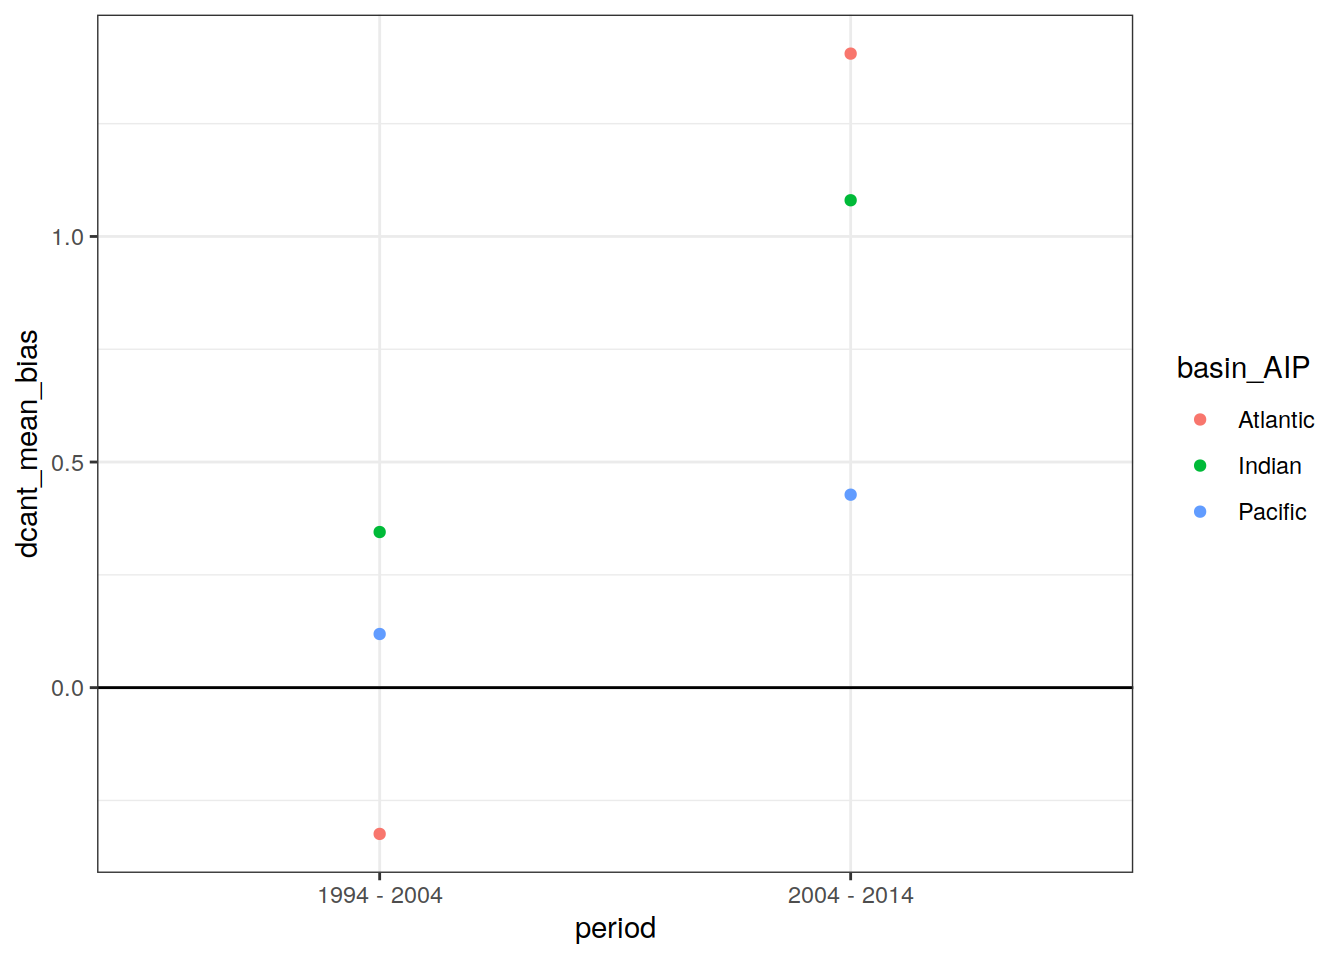 dcant_mean_bias
1.0
0.5
0.0
1994 - 2004
2004 - 2014
period
basin_AIP
Atlantic
Indian
Pacific